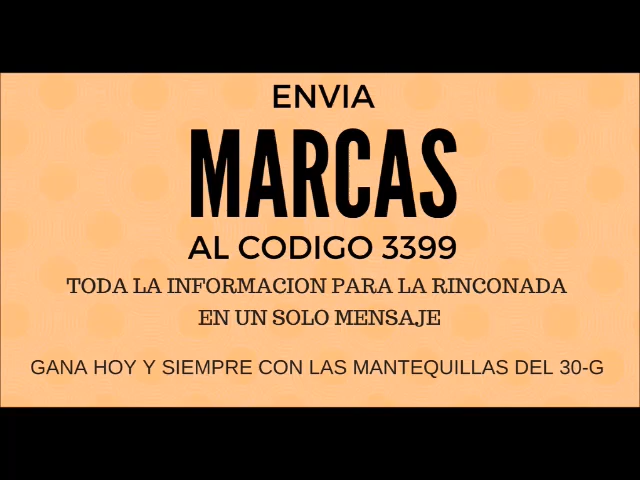 ENVIA
MARCAS
AL CODIGO 3399
TODA LA INFORMACION PARA LA RINCONADA
EN UN SOLO MENSAJE
GANA HOY Y SIEMPRE CON LAS MANTEQUILLAS DEL 30-G